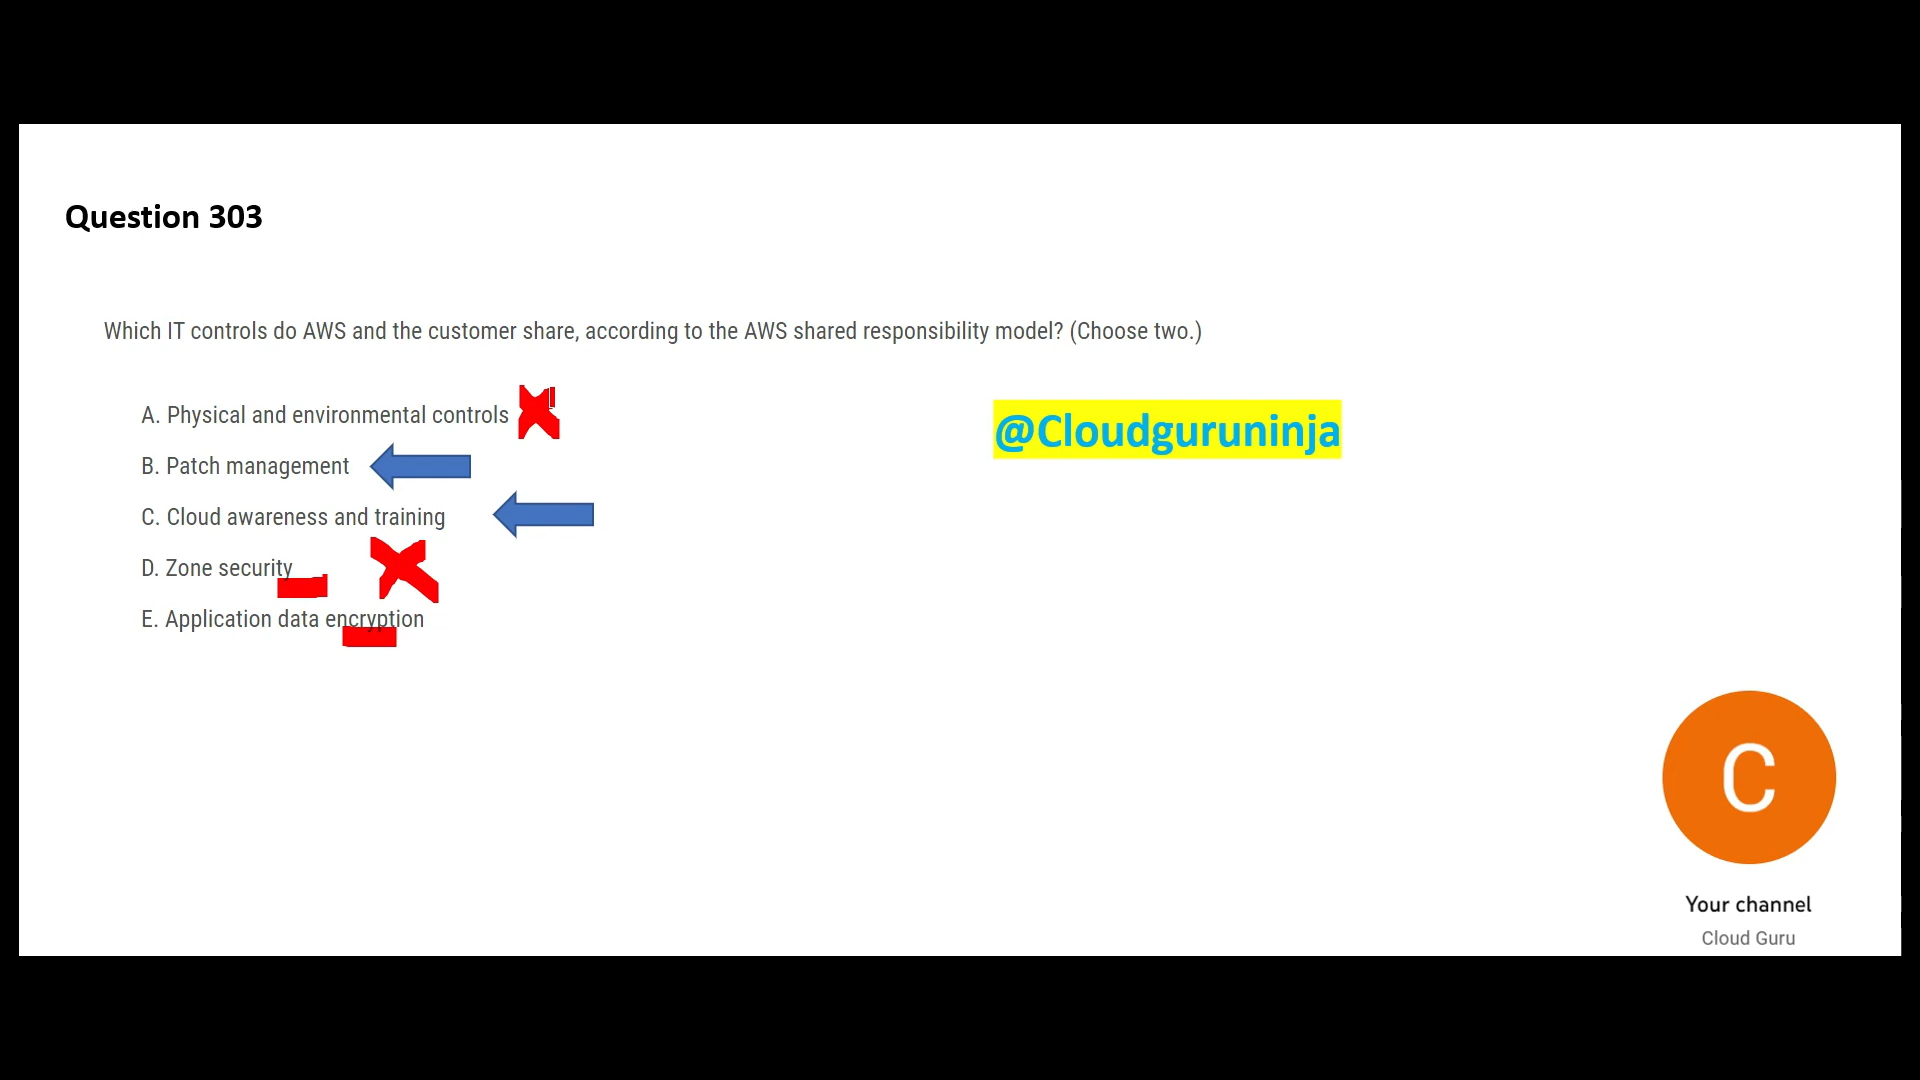 Question 303
Which IT controls do AWS and the customer share, according to the AWS shared responsibility model? (Choose two.)
A. Physical and environmental controls
@Cloudguruninja
B. Patch management
C. Cloud awareness and training
D. Zone security
E. Application data encryption
C
Your channel
Cloud Guru